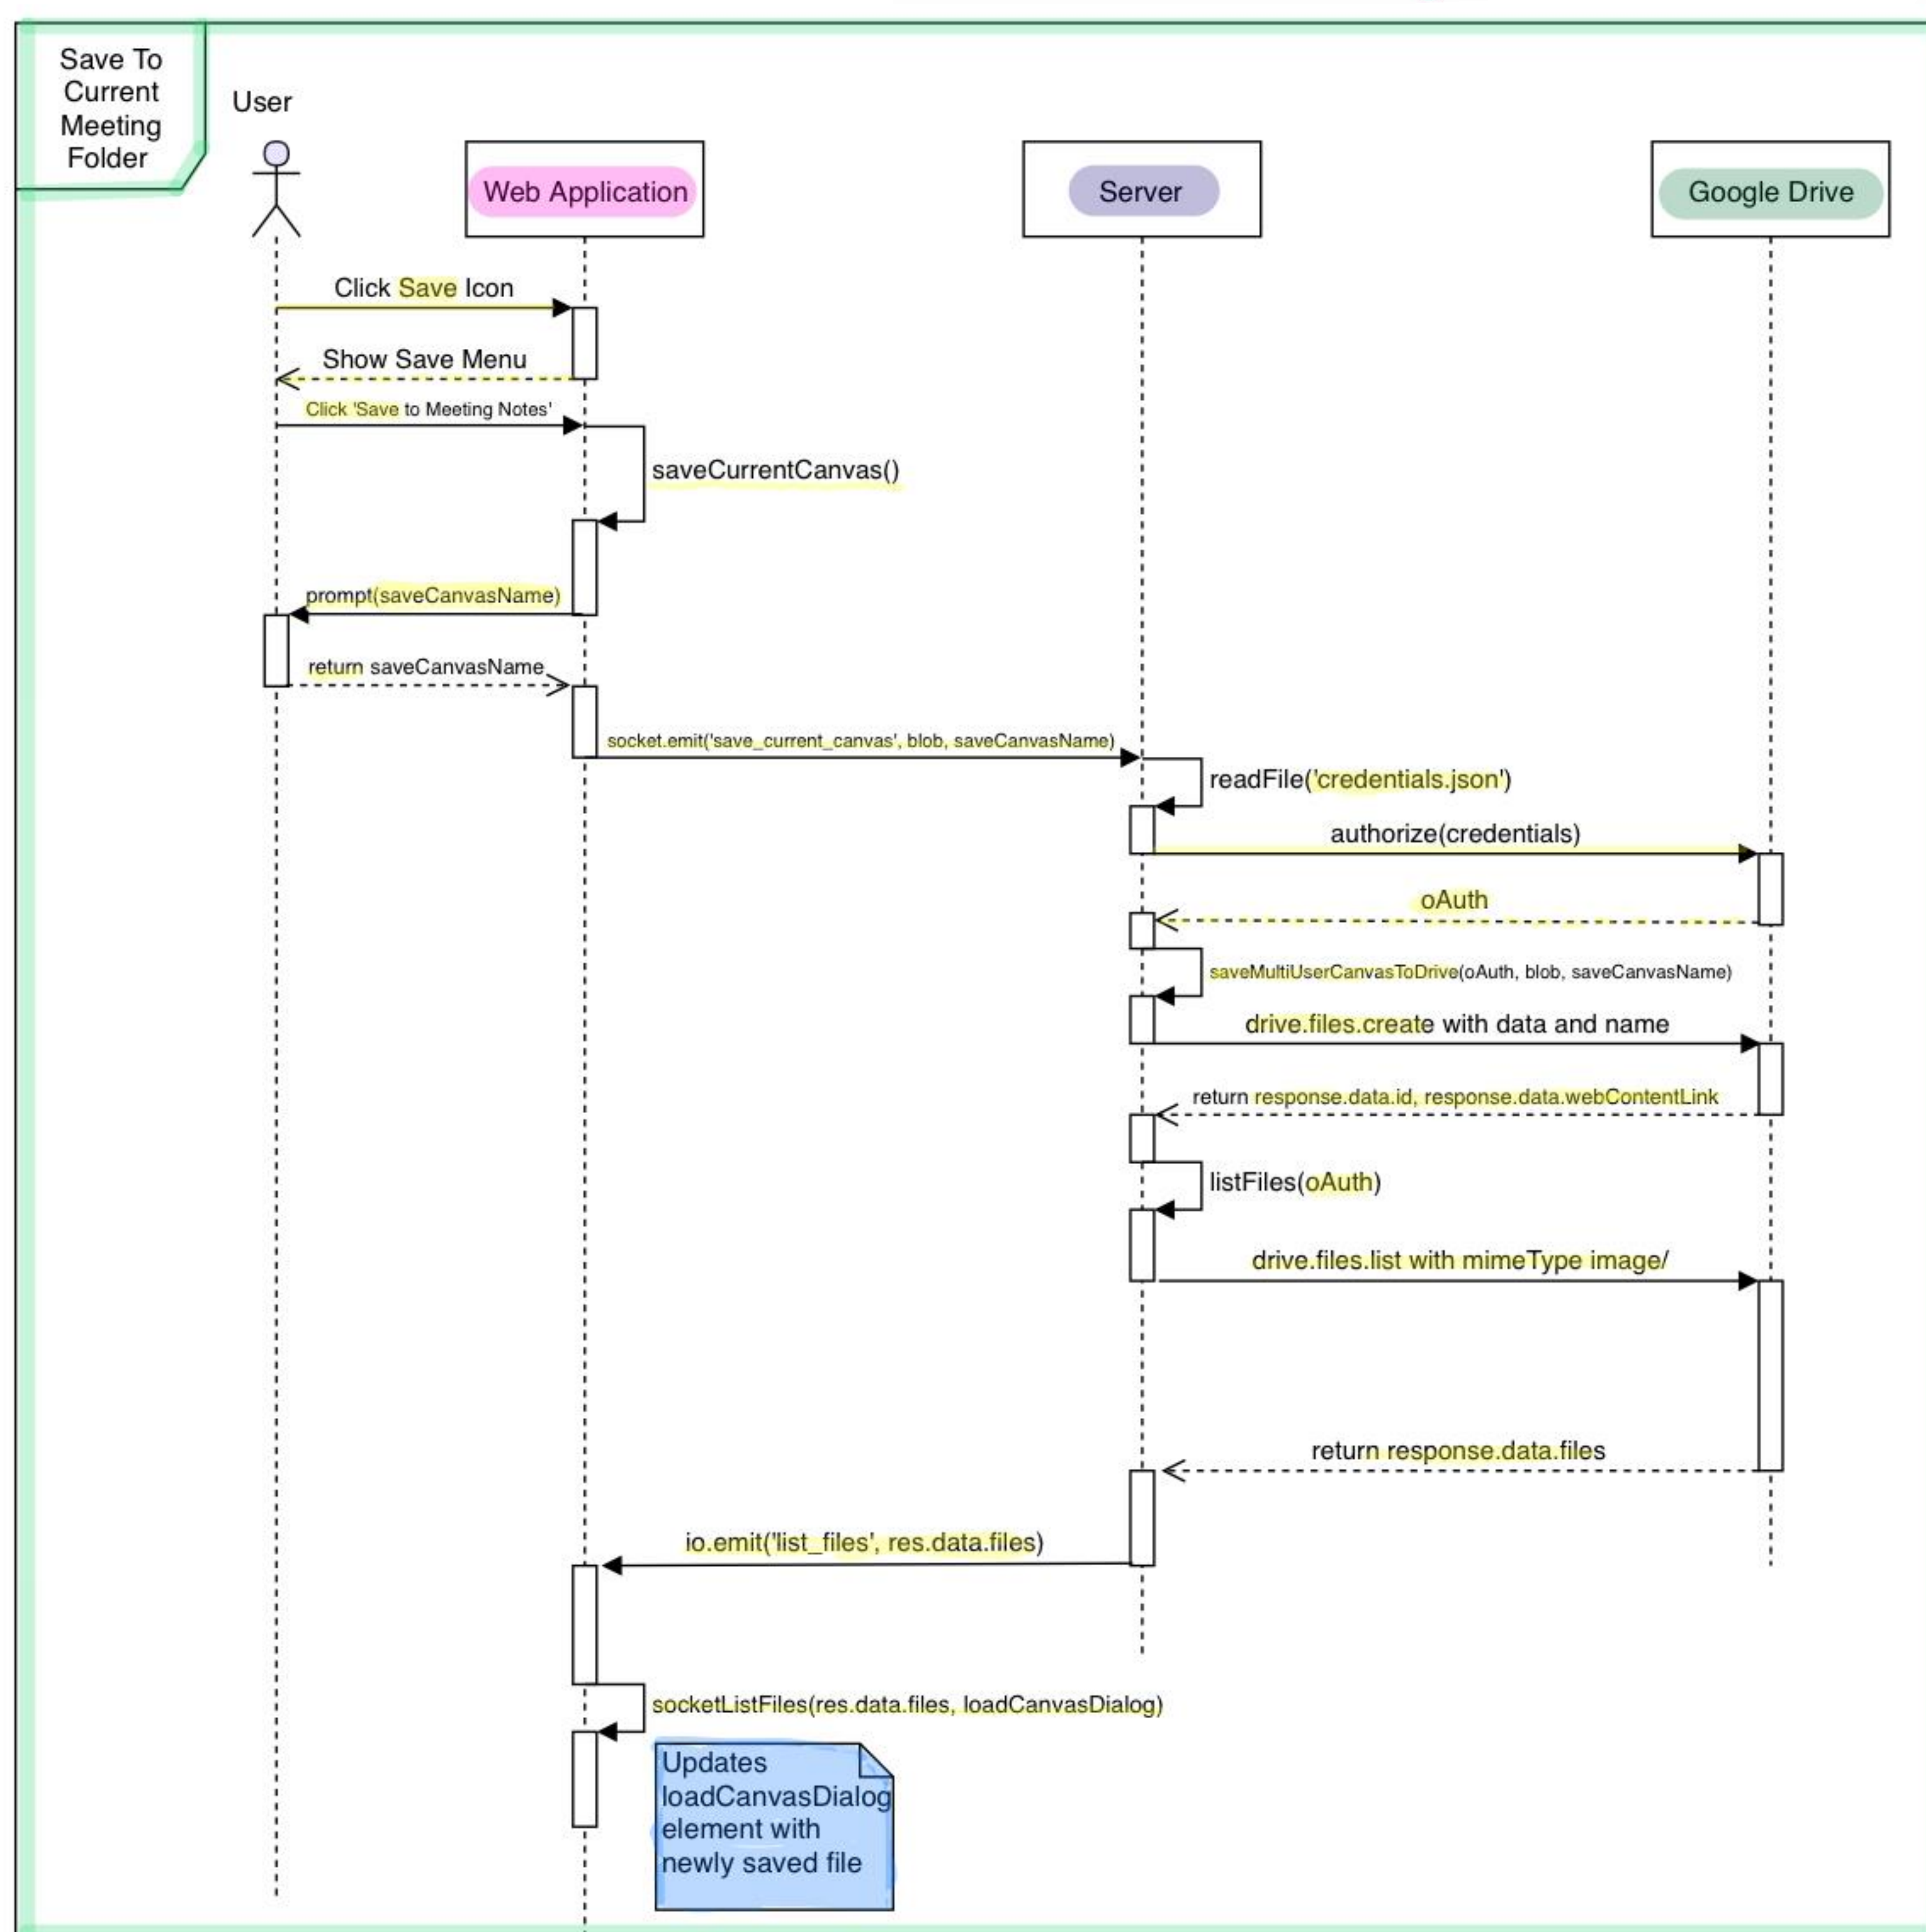 Save To
Current
Meeting
Folder
User
Web Application
Server
Google Drive
Click Save Icon
Show Save Menu
Click 'Save to Meeting Notes'
saveCurrentCanvas()
prompt(saveCanvasName)
return saveCanvasName
socket.emit('save_current_canvas', blob, saveCanvasName)
readFile('credentials.json')
authorize(credentials)
oAuth
saveMultiUserCanvasToDrive(oAuth, blob, saveCanvasName)
drive.files.create with data and name
return response.data.id, response.data.webContentLink
listFiles(oAuth)
drive.files.list with mimeType image/
return response.data.files
io.emit('list_files', res.data.files)
socketListFiles(res.data.files, loadCanvasDialog)
Updates
loadCanvasDialog
element with
newly saved file